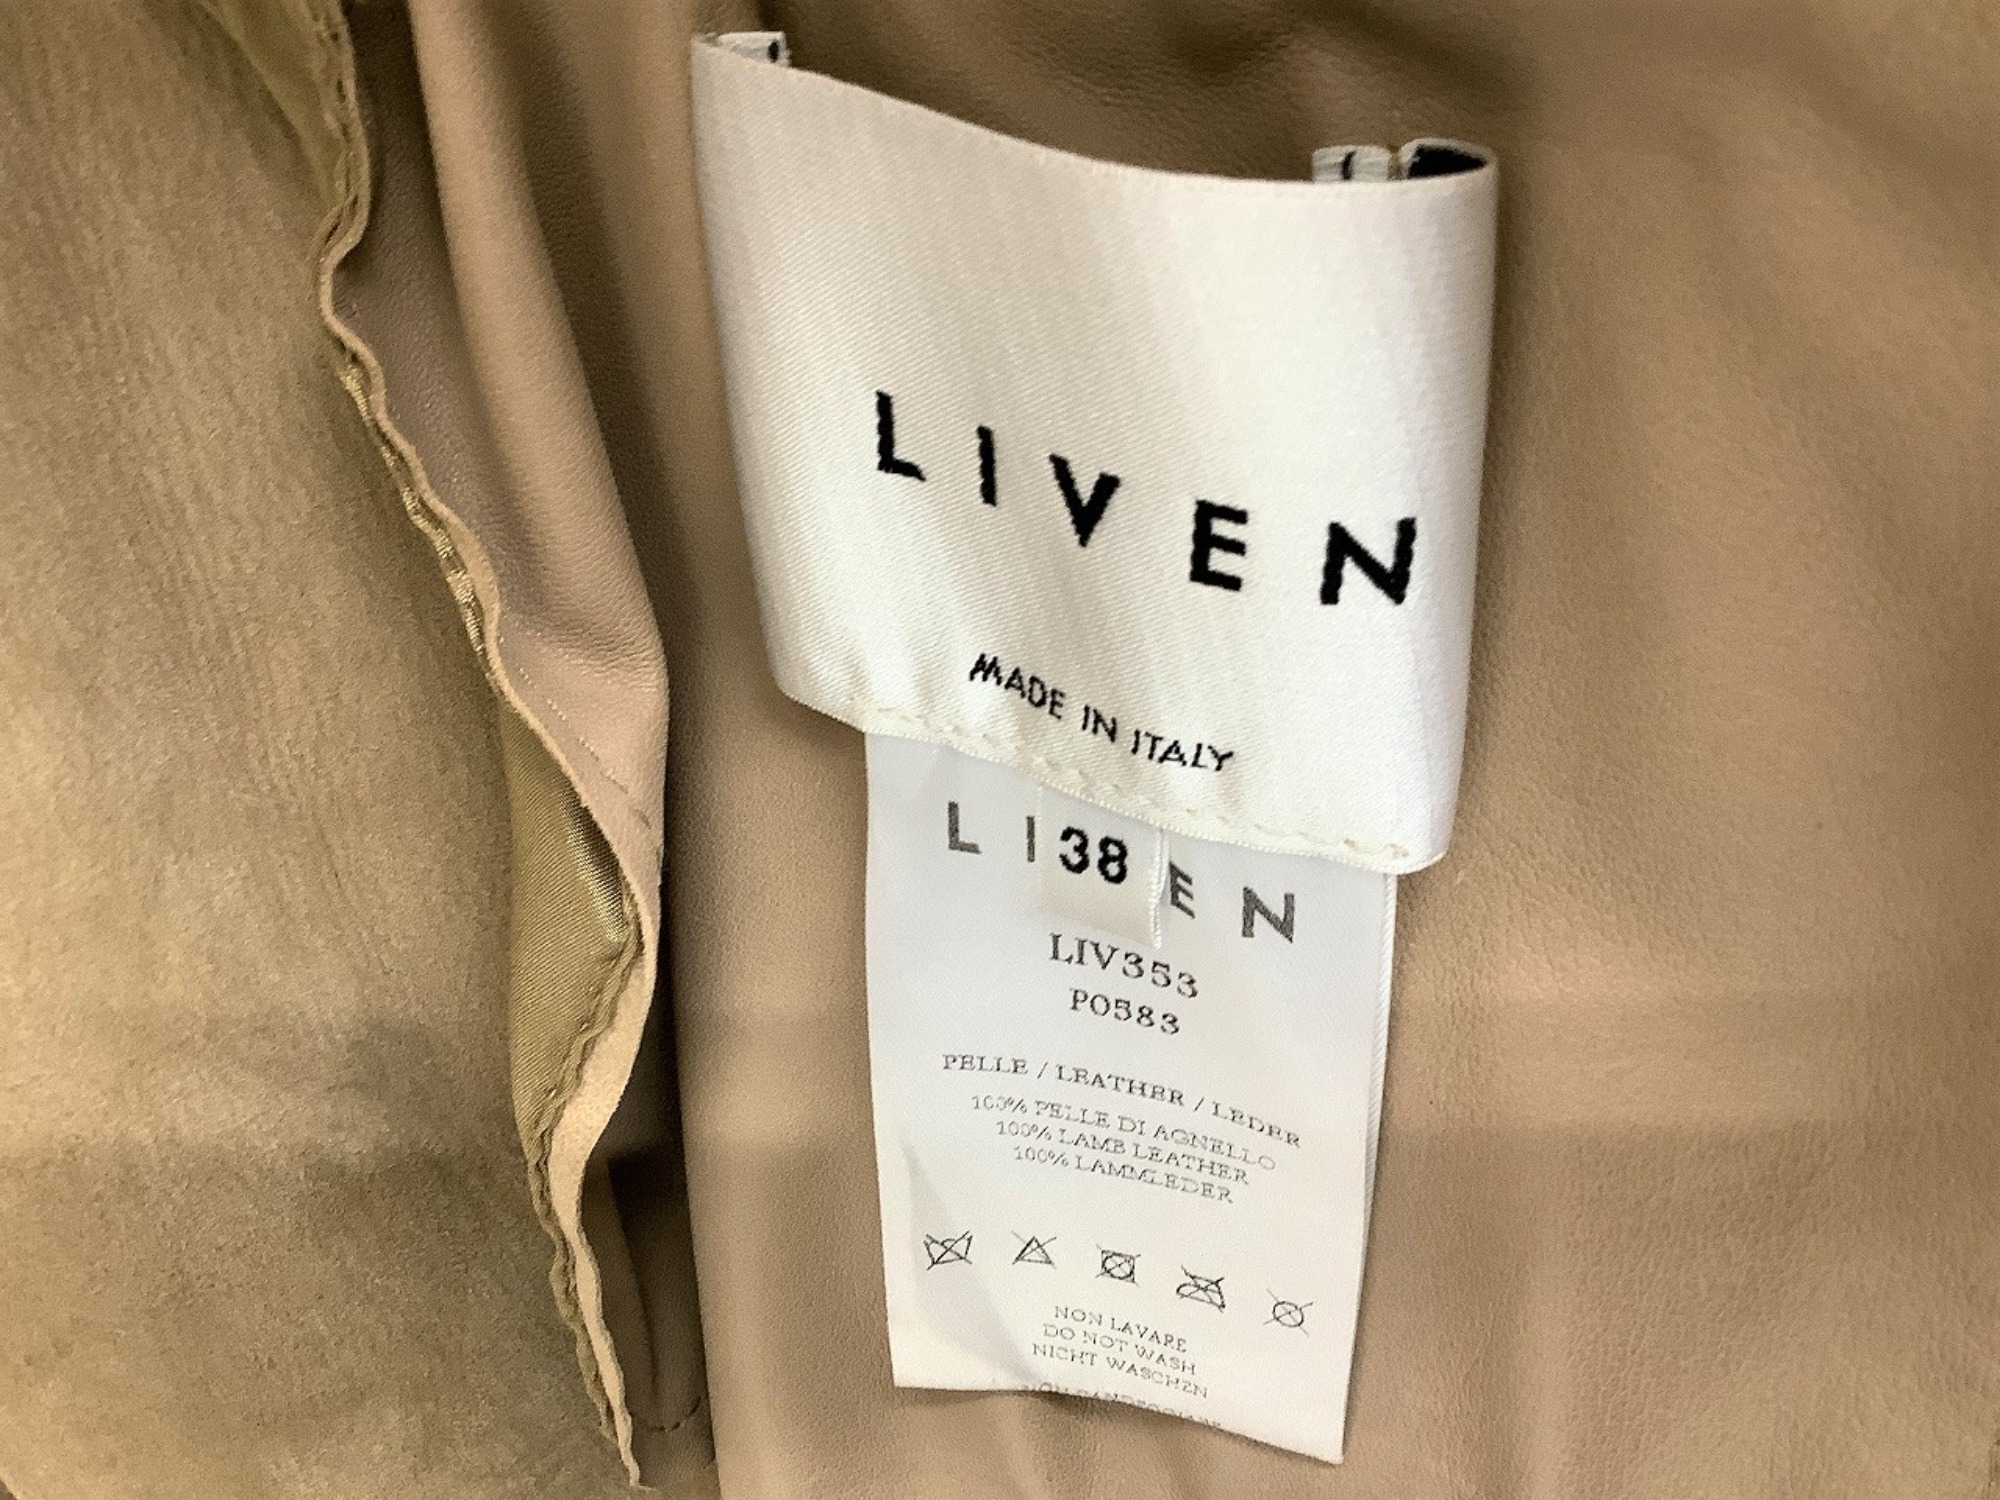 LIVEN
MADE IN ITALY
LI EN
38
LIV353
P0583
PELLE / LEATHER / LEDER
100% PELLE DI AGNELLO
100% LAMB LEATHER
100% LAMMLEDER
NON LAVARE
DO NOT WASH
NICHT WASCHEN